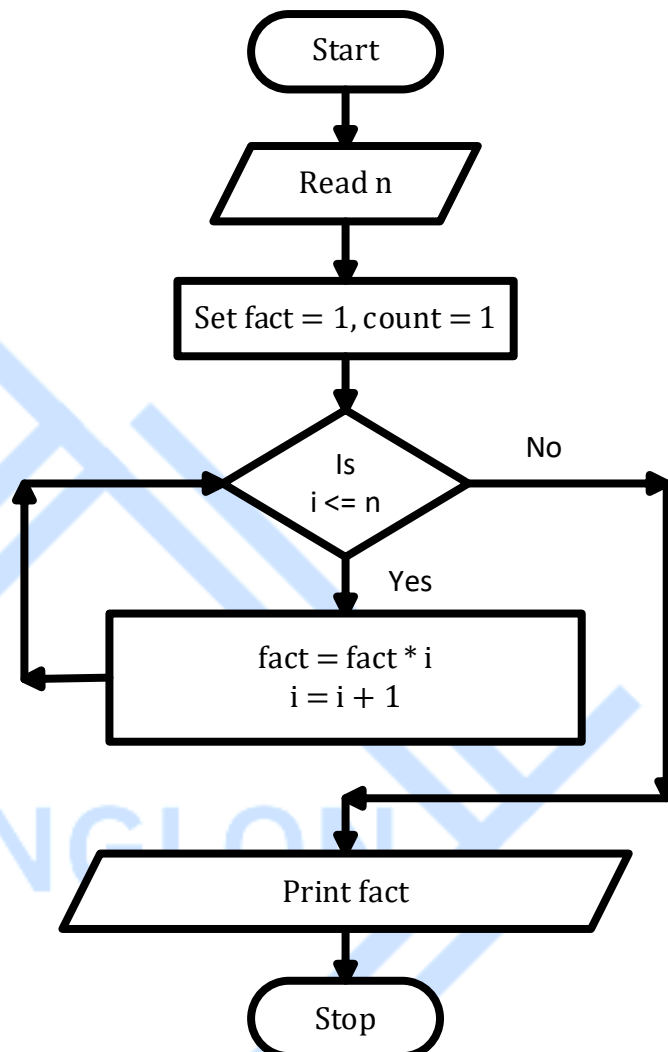 Start
Read n
Set fact = 1, count = 1
Is
i <= n
No
Yes
fact = fact * i
i = i + 1
Print fact
Stop